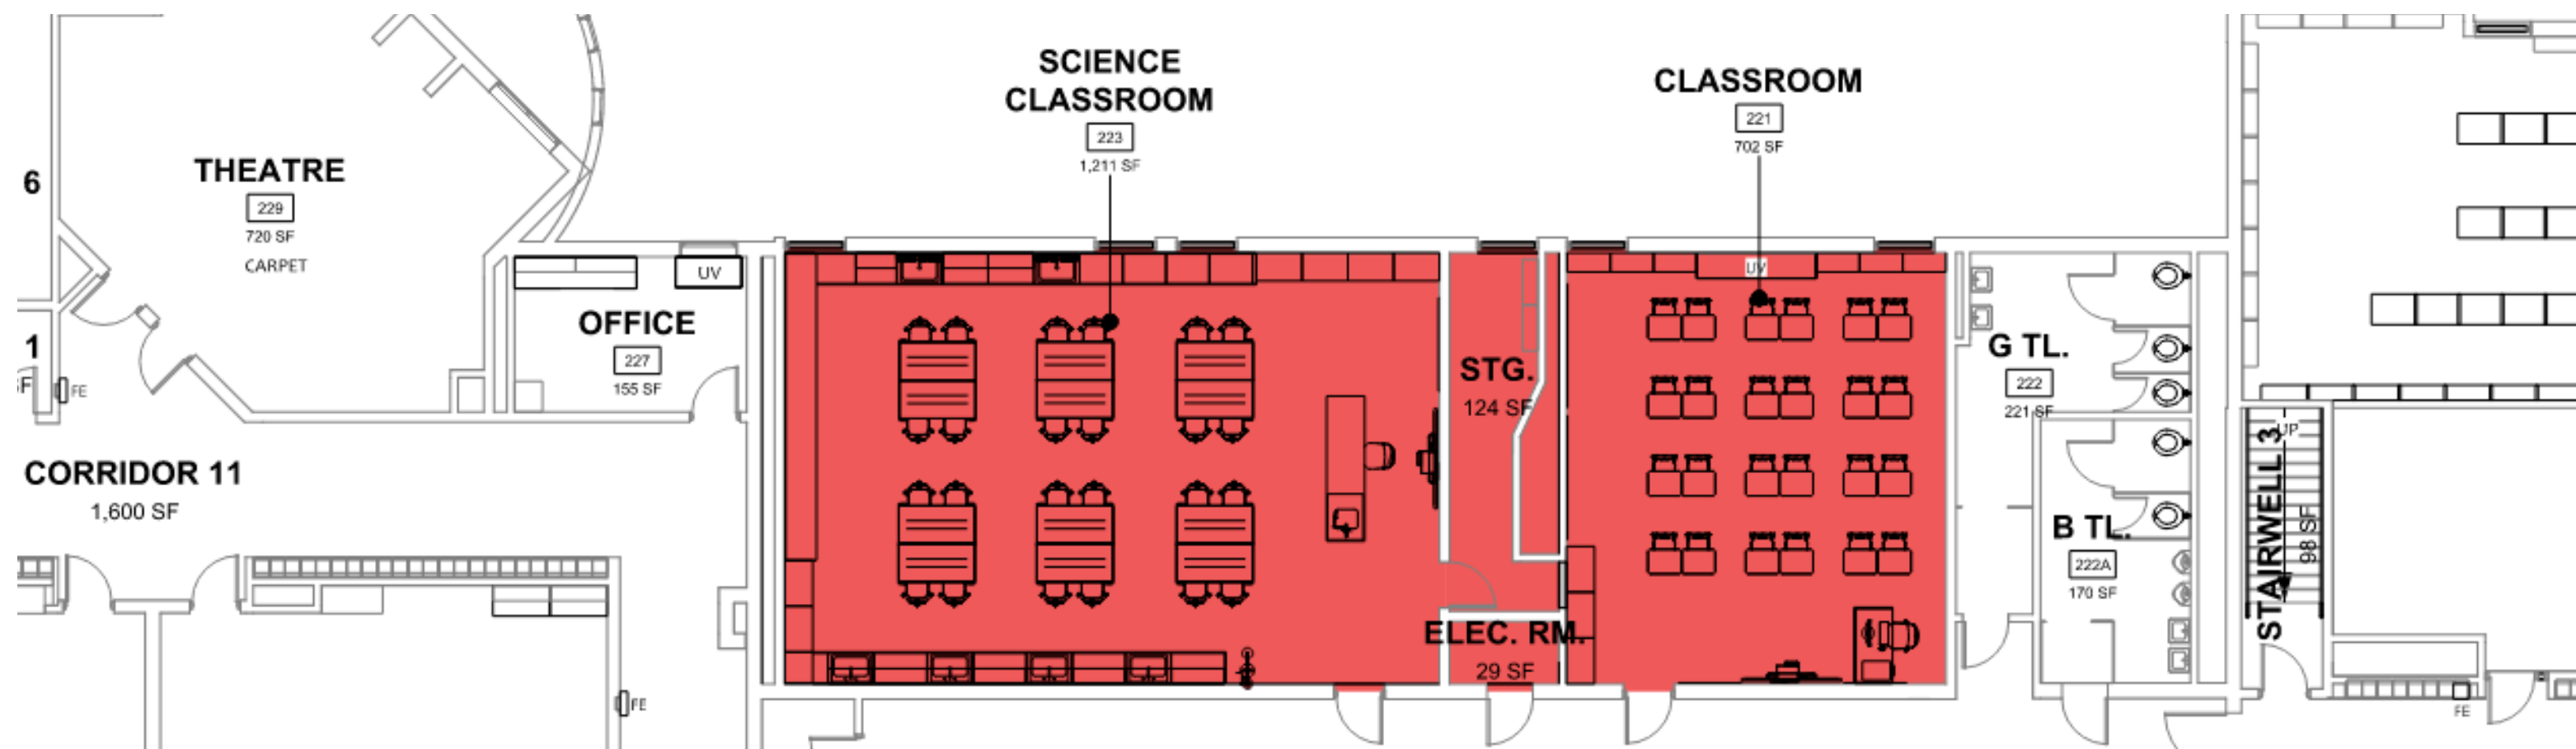 6
THEATRE
229
720 SF
CARPET
1
FE
CORRIDOR 11
1,600 SF
UV
OFFICE
227
155 SF
FE
SCIENCE
CLASSROOM
223
1,211 SF
STG.
124 SF
ELEC. RM.
29 SF
CLASSROOM
221
702 SF
UV
G TL.
222
221 SF
B TL.
222A
170 SF
UP
STAIRWELL 3
98 SF
FE